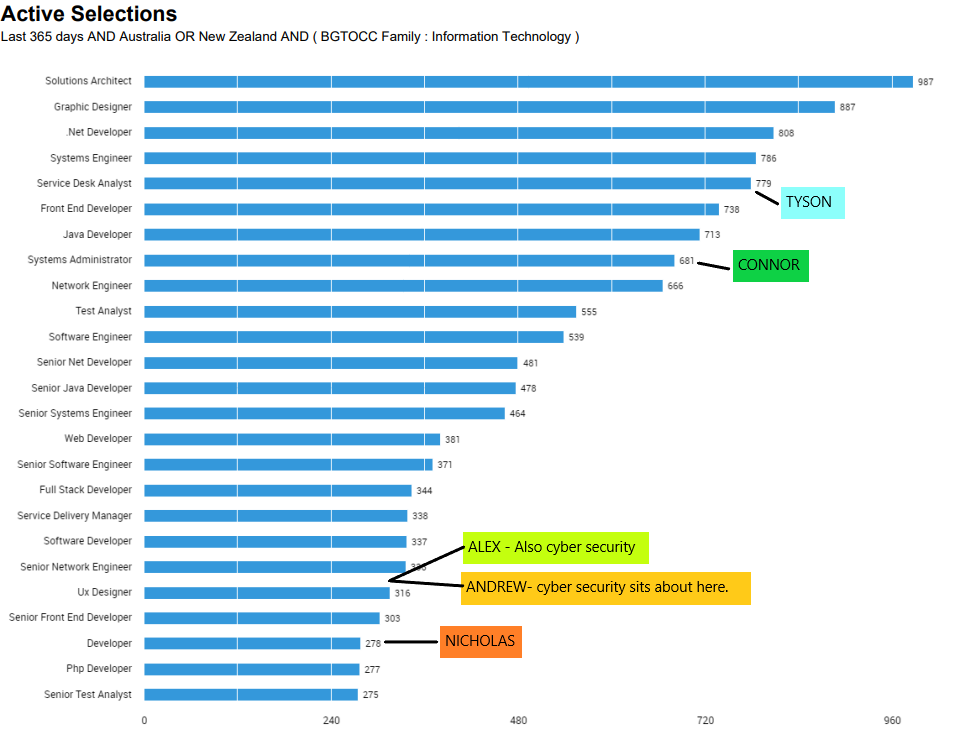 Active Selections
Last 365 days AND Australia OR New Zealand AND ( BGTOCC Family : Information Technology )
Solutions Architect 987
Graphic Designer 887
.Net Developer 808
Systems Engineer 786
Service Desk Analyst 779
TYSON
Front End Developer 738
Java Developer 713
Systems Administrator 681
CONNOR
Network Engineer 666
Test Analyst 555
Software Engineer 539
Senior Net Developer 481
Senior Java Developer 478
Senior Systems Engineer 464
Web Developer 381
Senior Software Engineer 371
Full Stack Developer 344
Service Delivery Manager 338
Software Developer 337
ALEX - Also cyber security
Senior Network Engineer
ANDREW- cyber security sits about here.
Ux Designer 316
Senior Front End Developer 303
Developer 278
NICHOLAS
Php Developer 277
Senior Test Analyst 275
0 240 480 720 960